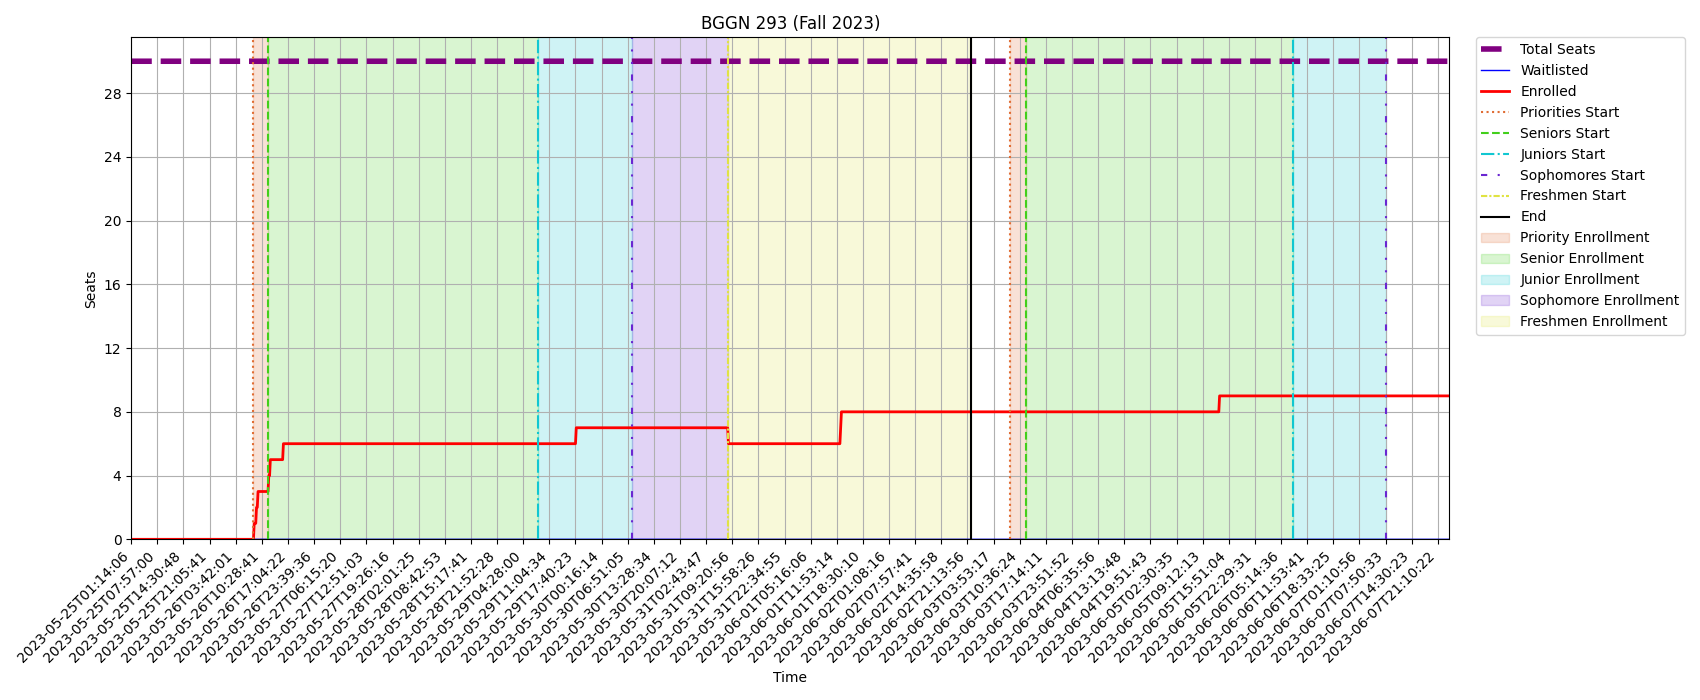 BGGN 293 (Fall 2023)
Total Seats
Waitlisted
Enrolled
Priorities Start
Seniors Start
Juniors Start
Sophomores Start
Freshmen Start
End
Priority Enrollment
Senior Enrollment
Junior Enrollment
Sophomore Enrollment
Freshmen Enrollment
Seats
28
24
20
16
12
8
4
0
2023-05-25T01:14:06
2023-05-25T07:57:00
2023-05-25T14:30:48
2023-05-25T21:05:41
2023-05-26T03:42:01
2023-05-26T10:28:41
2023-05-26T17:04:22
2023-05-26T23:39:36
2023-05-27T06:15:20
2023-05-27T12:51:03
2023-05-27T19:26:16
2023-05-28T02:01:25
2023-05-28T08:42:53
2023-05-28T15:17:41
2023-05-28T21:52:28
2023-05-29T04:28:00
2023-05-29T11:04:34
2023-05-29T17:40:23
2023-05-30T00:16:14
2023-05-30T06:51:05
2023-05-30T13:28:34
2023-05-30T20:07:12
2023-05-31T02:43:47
2023-05-31T09:20:56
2023-05-31T15:58:26
2023-05-31T22:34:55
2023-06-01T05:16:06
2023-06-01T11:53:14
2023-06-01T18:30:10
2023-06-02T01:08:16
2023-06-02T07:57:41
2023-06-02T14:35:58
2023-06-02T21:13:56
2023-06-03T03:53:17
2023-06-03T10:36:24
2023-06-03T17:14:11
2023-06-03T23:51:52
2023-06-04T06:35:56
2023-06-04T13:13:48
2023-06-04T19:51:43
2023-06-05T02:30:35
2023-06-05T09:12:13
2023-06-05T15:51:04
2023-06-05T22:29:31
2023-06-06T05:14:36
2023-06-06T11:53:41
2023-06-06T18:33:25
2023-06-07T01:10:56
2023-06-07T07:50:33
2023-06-07T14:30:23
2023-06-07T21:10:22
Time